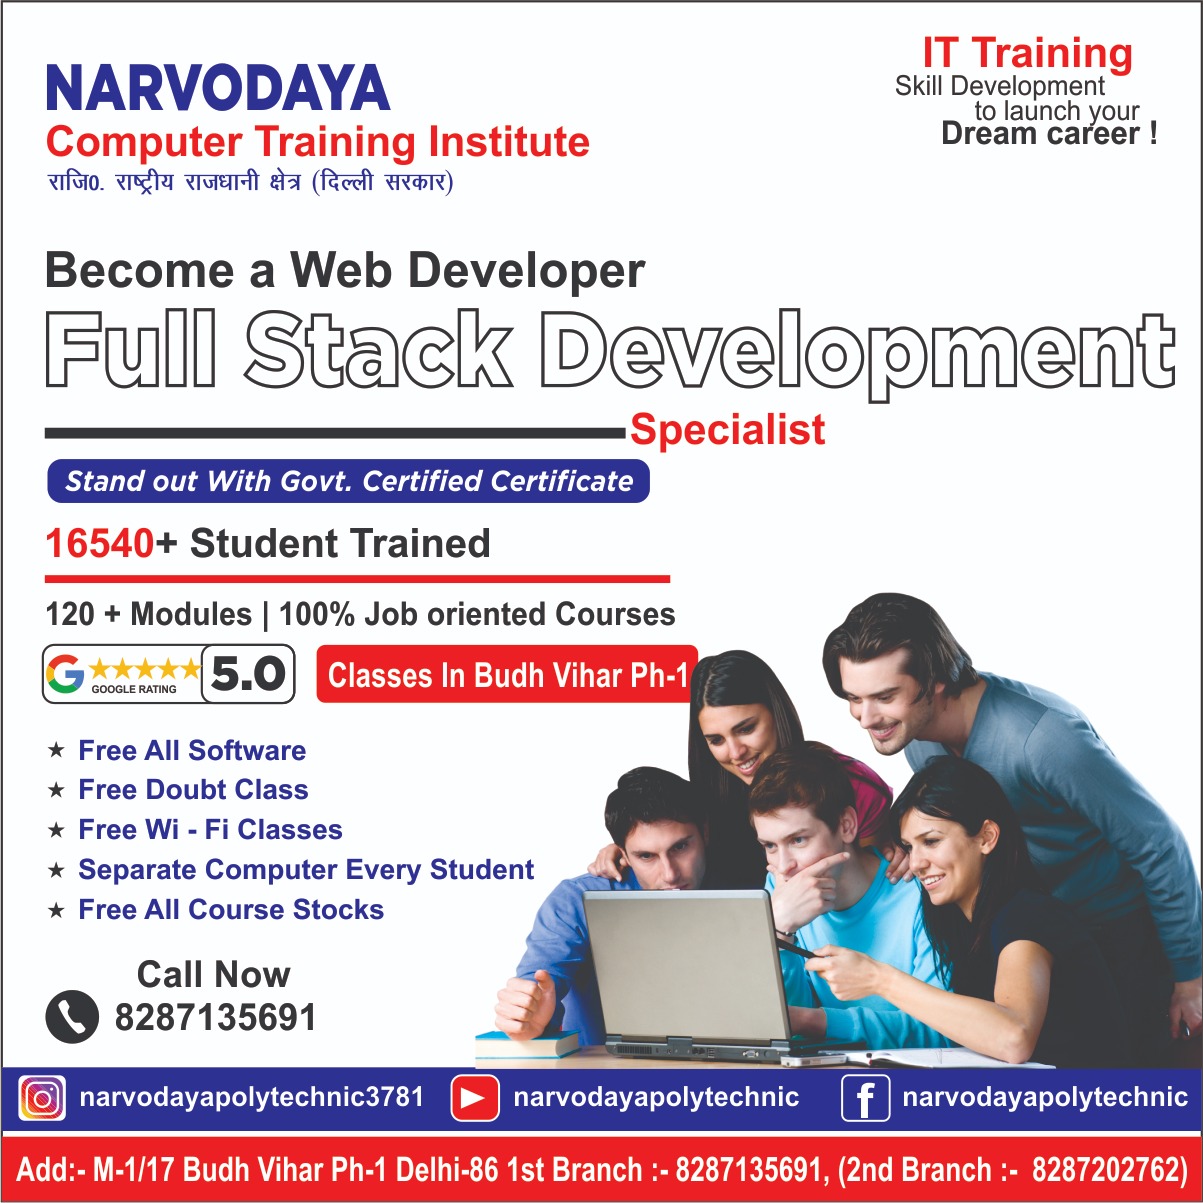 NARVODAYA
Computer Training Institute
राजि0. राष्ट्रीय राजधानी क्षेत्र (दिल्ली सरकार)
IT Training
Skill Development
to launch your
Dream career !
Become a Web Developer
Full Stack Development
Specialist
Stand out With Govt. Certified Certificate
16540+ Student Trained
120 + Modules | 100% Job oriented Courses
GOOGLE RATING 5.0
Classes In Budh Vihar Ph-1
Free All Software
Free Doubt Class
Free Wi - Fi Classes
Separate Computer Every Student
Free All Course Stocks
Call Now
8287135691
narvodayapolytechnic3781 narvodayapolytechnic narvodayapolytechnic
Add:- M-1/17 Budh Vihar Ph-1 Delhi-86 1st Branch :- 8287135691, (2nd Branch :- 8287202762)